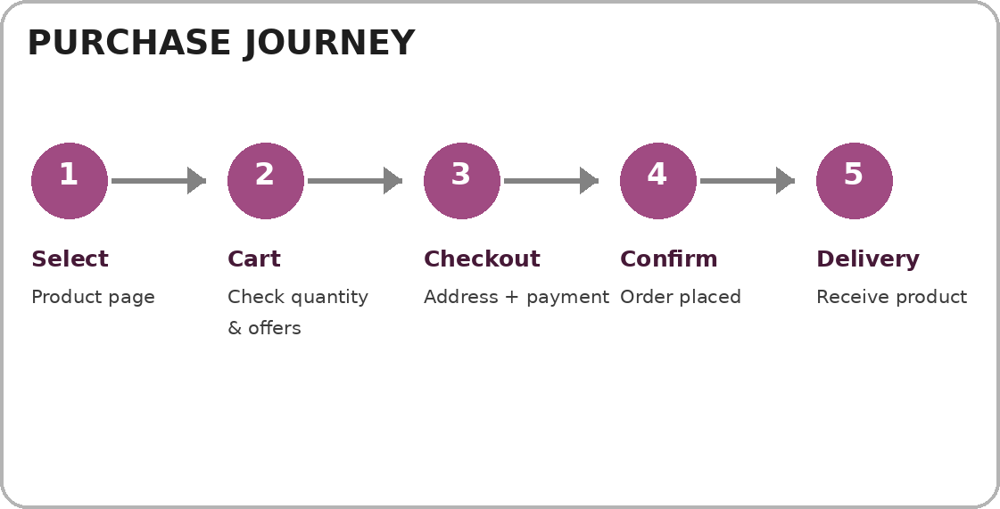 PURCHASE JOURNEY
1
2
3
4
5
Select
Cart
Checkout
Confirm
Delivery
Product page
Check quantity
& offers
Address + payment
Order placed
Receive product